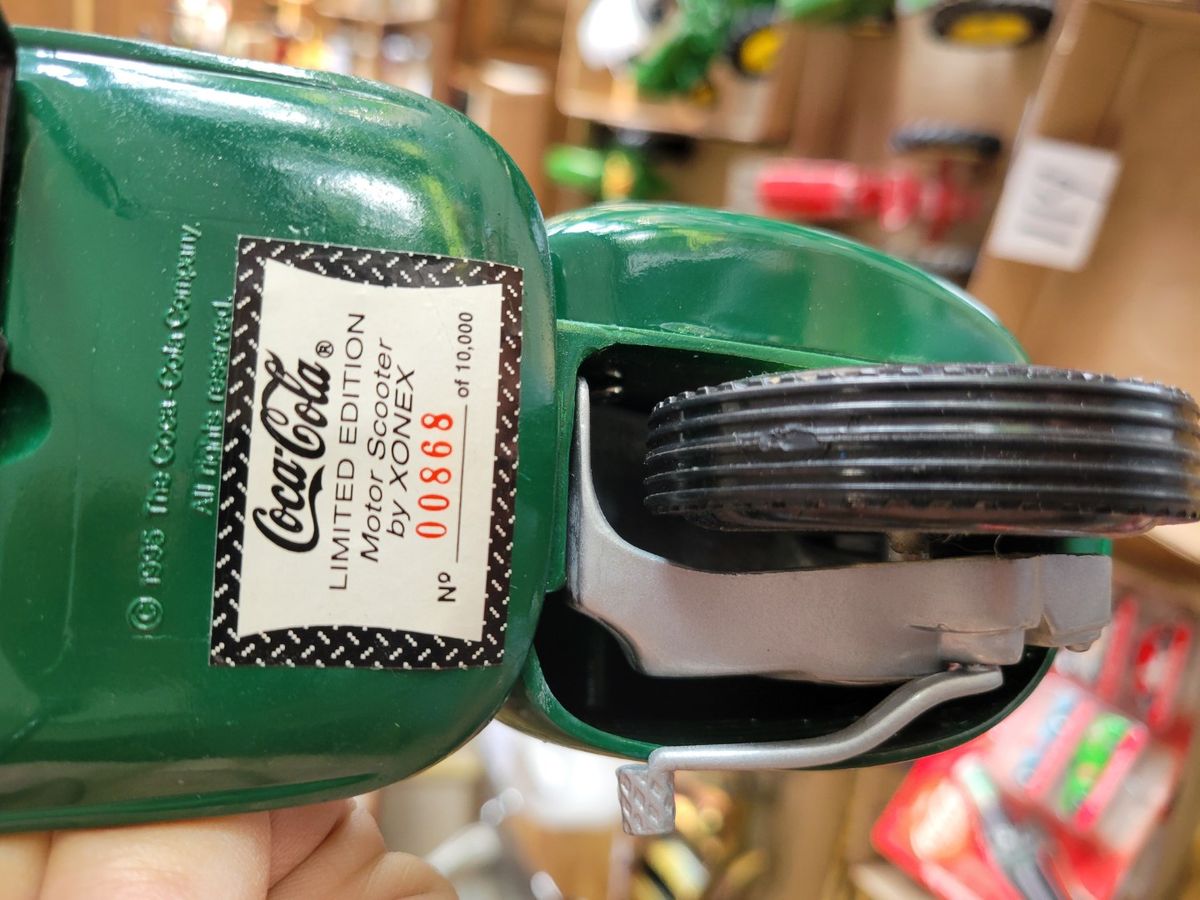 © 1995 The Coca-Cola Company.
All rights reserved.
Coca-Cola®
LIMITED EDITION
Motor Scooter
by XONEX
Nº 00868 of 10,000